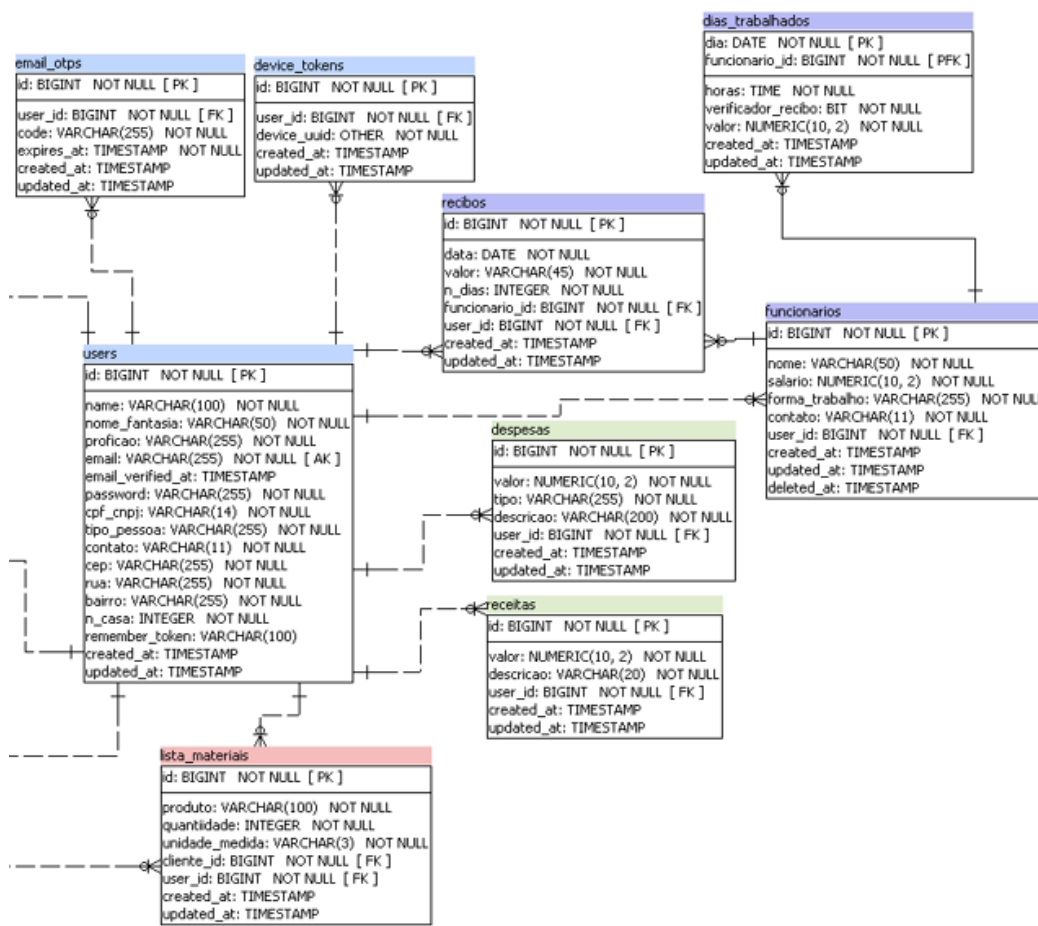 email_otps
id: BIGINT NOT NULL [ PK ]
user_id: BIGINT NOT NULL [ FK ]
code: VARCHAR(255) NOT NULL
expires_at: TIMESTAMP NOT NULL
created_at: TIMESTAMP
updated_at: TIMESTAMP
device_tokens
id: BIGINT NOT NULL [ PK ]
user_id: BIGINT NOT NULL [ FK ]
device_uuid: OTHER NOT NULL
created_at: TIMESTAMP
updated_at: TIMESTAMP
dias_trabalhados
dia: DATE NOT NULL [ PK ]
funcionario_id: BIGINT NOT NULL [ PFK ]
horas: TIME NOT NULL
verificador_recibo: BIT NOT NULL
valor: NUMERIC(10, 2) NOT NULL
created_at: TIMESTAMP
updated_at: TIMESTAMP
recibos
id: BIGINT NOT NULL [ PK ]
data: DATE NOT NULL
valor: VARCHAR(45) NOT NULL
n_dias: INTEGER NOT NULL
funcionario_id: BIGINT NOT NULL [ FK ]
user_id: BIGINT NOT NULL [ FK ]
created_at: TIMESTAMP
updated_at: TIMESTAMP
funcionarios
id: BIGINT NOT NULL [ PK ]
nome: VARCHAR(50) NOT NULL
salario: NUMERIC(10, 2) NOT NULL
forma_trabalho: VARCHAR(255) NOT NUL
contato: VARCHAR(11) NOT NULL
user_id: BIGINT NOT NULL [ FK ]
created_at: TIMESTAMP
updated_at: TIMESTAMP
deleted_at: TIMESTAMP
users
id: BIGINT NOT NULL [ PK ]
name: VARCHAR(100) NOT NULL
nome_fantasia: VARCHAR(50) NOT NULL
proficao: VARCHAR(255) NOT NULL
email: VARCHAR(255) NOT NULL [ AK ]
email_verified_at: TIMESTAMP
password: VARCHAR(255) NOT NULL
cpf_cnpj: VARCHAR(14) NOT NULL
tipo_pessoa: VARCHAR(255) NOT NULL
contato: VARCHAR(11) NOT NULL
cep: VARCHAR(255) NOT NULL
rua: VARCHAR(255) NOT NULL
bairro: VARCHAR(255) NOT NULL
n_casa: INTEGER NOT NULL
remember_token: VARCHAR(100)
created_at: TIMESTAMP
updated_at: TIMESTAMP
despesas
id: BIGINT NOT NULL [ PK ]
valor: NUMERIC(10, 2) NOT NULL
tipo: VARCHAR(255) NOT NULL
descricao: VARCHAR(200) NOT NULL
user_id: BIGINT NOT NULL [ FK ]
created_at: TIMESTAMP
updated_at: TIMESTAMP
receitas
id: BIGINT NOT NULL [ PK ]
valor: NUMERIC(10, 2) NOT NULL
descricao: VARCHAR(20) NOT NULL
user_id: BIGINT NOT NULL [ FK ]
created_at: TIMESTAMP
updated_at: TIMESTAMP
lista_materiais
id: BIGINT NOT NULL [ PK ]
produto: VARCHAR(100) NOT NULL
quantiidade: INTEGER NOT NULL
unidade_medida: VARCHAR(3) NOT NULL
cliente_id: BIGINT NOT NULL [ FK ]
user_id: BIGINT NOT NULL [ FK ]
created_at: TIMESTAMP
updated_at: TIMESTAMP